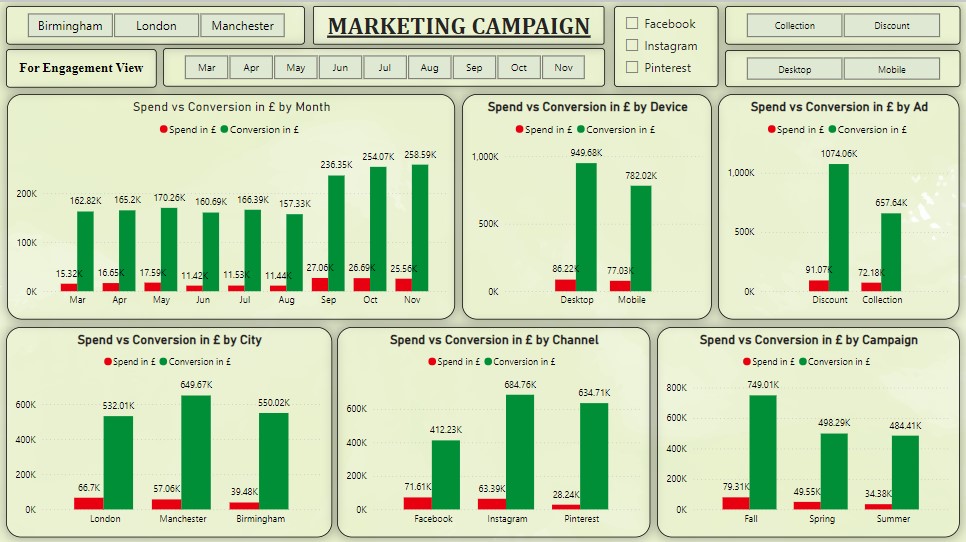 Birmingham London Manchester
MARKETING CAMPAIGN
Facebook
Instagram
Pinterest
Collection Discount
For Engagement View
Mar Apr May Jun Jul Aug Sep Oct Nov
Desktop Mobile
Spend vs Conversion in £ by Month
Spend in £ Conversion in £
200K
100K
0K
162.82K 165.2K 170.26K 160.69K 166.39K 157.33K 236.35K 254.07K 258.59K
15.32K 16.65K 17.59K 11.42K 11.53K 11.44K 27.06K 26.69K 25.56K
Mar Apr May Jun Jul Aug Sep Oct Nov
Spend vs Conversion in £ by Device
Spend in £ Conversion in £
1,000K
500K
0K
949.68K 782.02K
86.22K 77.03K
Desktop Mobile
Spend vs Conversion in £ by Ad
Spend in £ Conversion in £
1,000K
500K
0K
1074.06K 657.64K
91.07K 72.18K
Discount Collection
Spend vs Conversion in £ by City
Spend in £ Conversion in £
600K
400K
200K
0K
532.01K 649.67K 550.02K
66.7K 57.06K 39.48K
London Manchester Birmingham
Spend vs Conversion in £ by Channel
Spend in £ Conversion in £
600K
400K
200K
0K
412.23K 684.76K 634.71K
71.61K 63.39K 28.24K
Facebook Instagram Pinterest
Spend vs Conversion in £ by Campaign
Spend in £ Conversion in £
800K
600K
400K
200K
0K
749.01K 498.29K 484.41K
79.31K 49.55K 34.38K
Fall Spring Summer